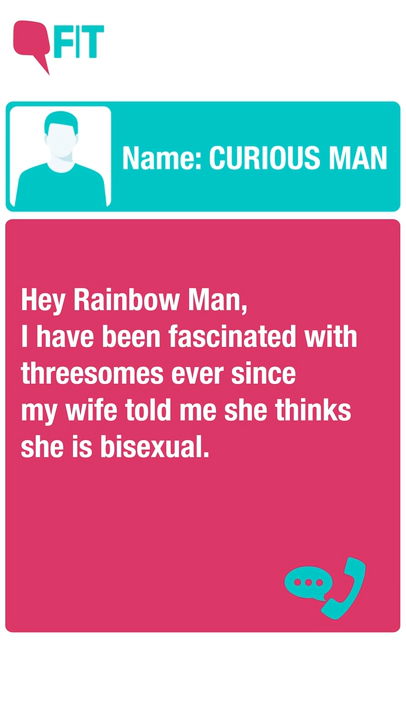 FIT
Name: CURIOUS MAN
Hey Rainbow Man,
I have been fascinated with
threesomes ever since
my wife told me she thinks
she is bisexual.